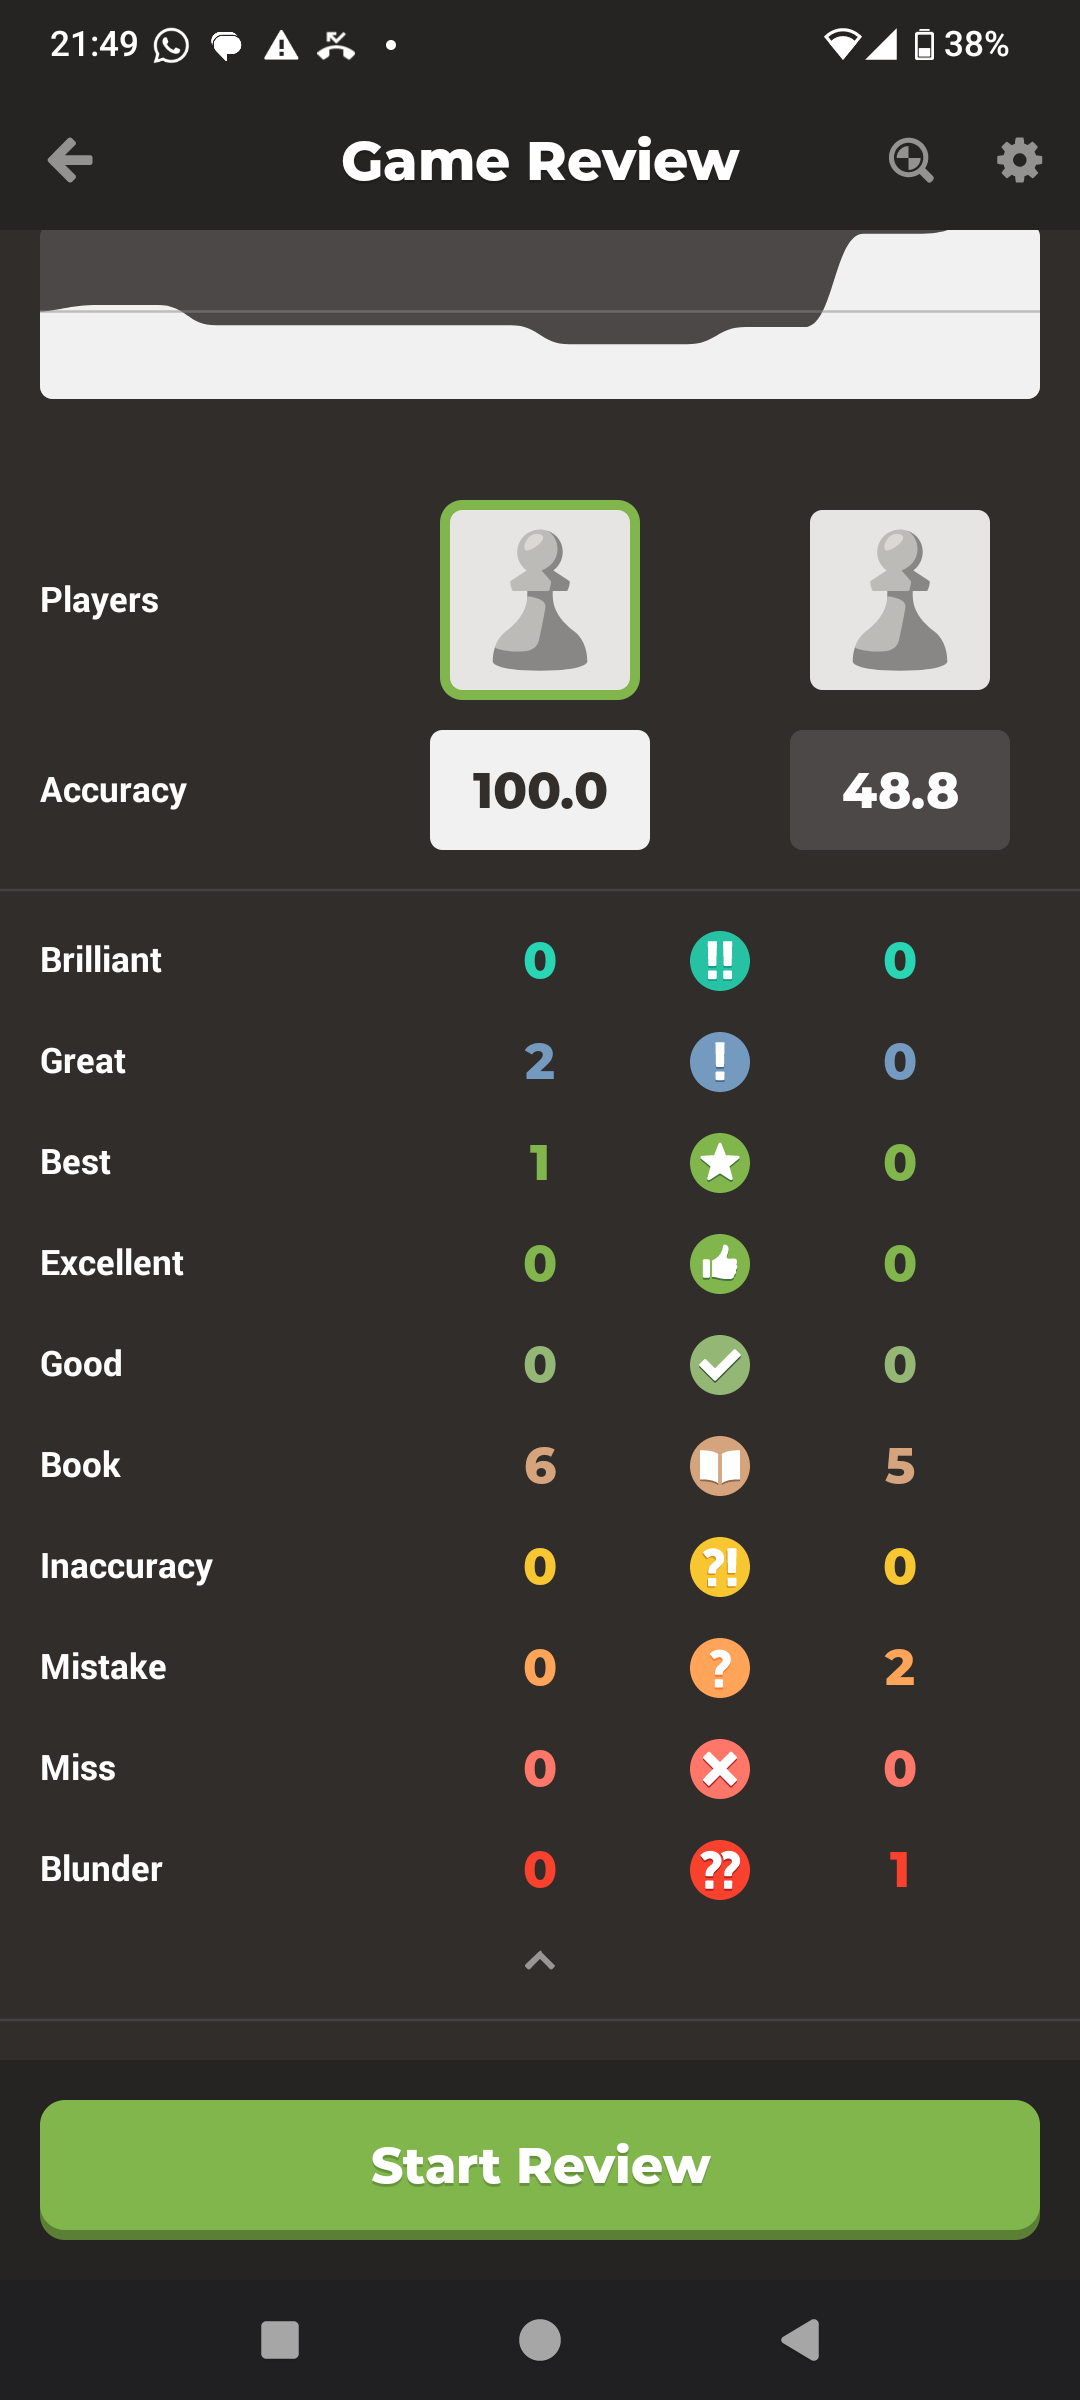 21:49 38%
Game Review
Players
Accuracy 100.0 48.8
Brilliant 0 !! 0
Great 2 ! 0
Best 1 0
Excellent 0 0
Good 0 0
Book 6 5
Inaccuracy 0 ?! 0
Mistake 0 ? 2
Miss 0 0
Blunder 0 ?? 1
Start Review